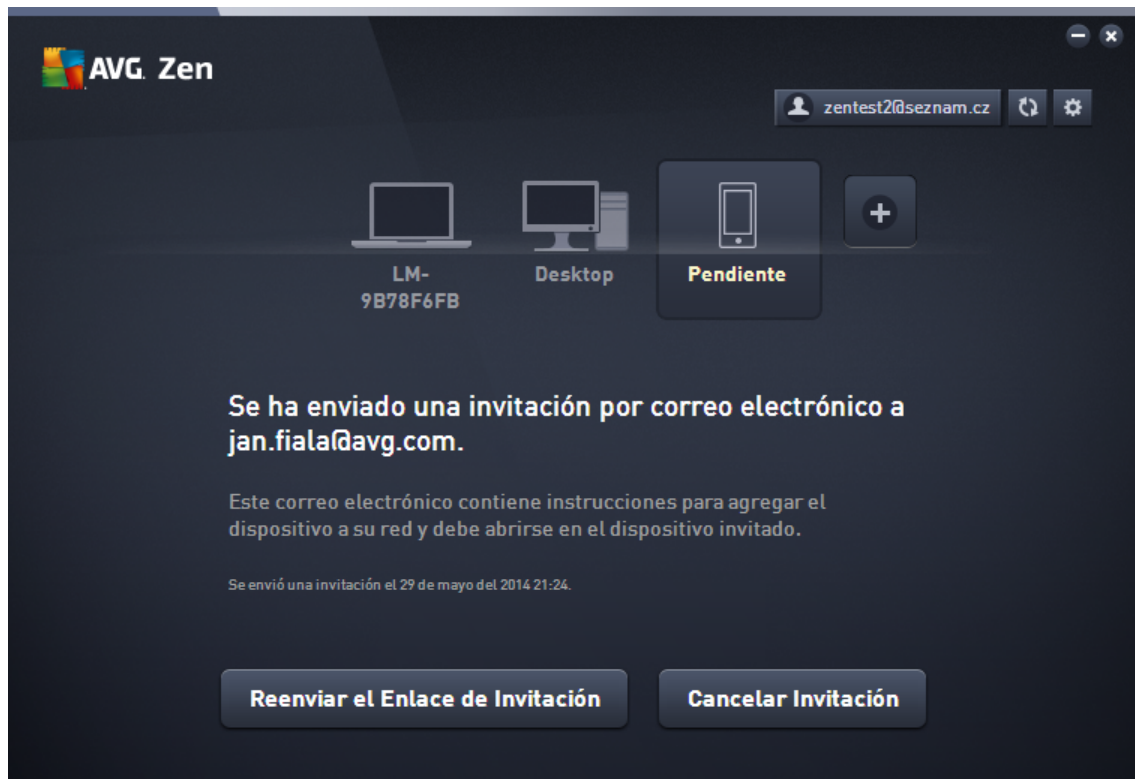 AVG. Zen
zentest2@seznam.cz
LM-
9B78F6FB
Desktop
Pendiente
Se ha enviado una invitación por correo electrónico a
jan.fiala@avg.com.
Este correo electrónico contiene instrucciones para agregar el
dispositivo a su red y debe abrirse en el dispositivo invitado.
Se envió una invitación el 29 de mayo del 2014 21:24.
Reenviar el Enlace de Invitación
Cancelar Invitación